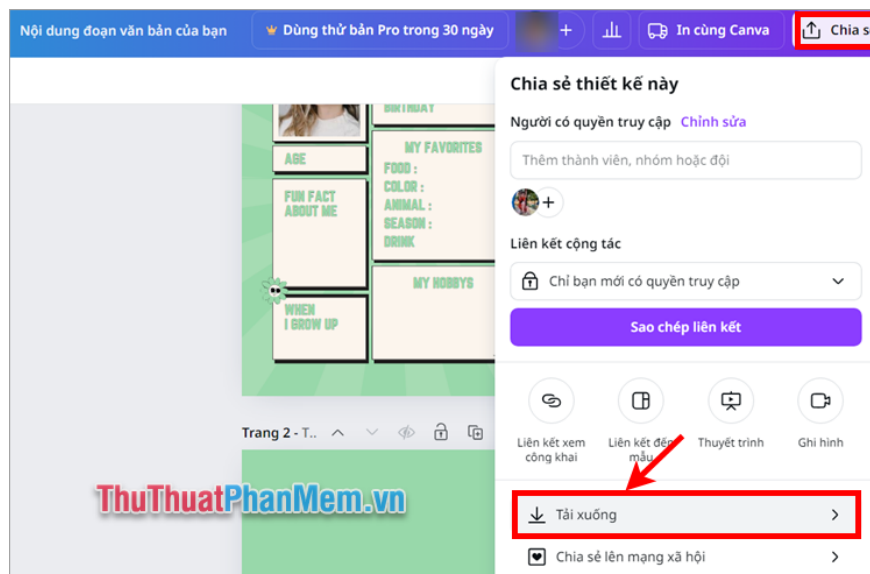 Nội dung đoạn văn bản của bạn
Dùng thử bản Pro trong 30 ngày
In cùng Canva
Chia sẻ
Chia sẻ thiết kế này
Người có quyền truy cập Chỉnh sửa
Thêm thành viên, nhóm hoặc đội
Liên kết cộng tác
Chỉ bạn mới có quyền truy cập
Sao chép liên kết
Liên kết xem
công khai
Liên kết đến
mẫu
Thuyết trình
Ghi hình
Tải xuống
Chia sẻ lên mạng xã hội
BIRTHDAY
AGE
MY FAVORITES
FOOD :
COLOR :
ANIMAL :
SEASON :
DRINK
FUN FACT
ABOUT ME
MY HOBBYS
WHEN
I GROW UP
Trang 2 - T..
ThuThuatPhanMem.vn